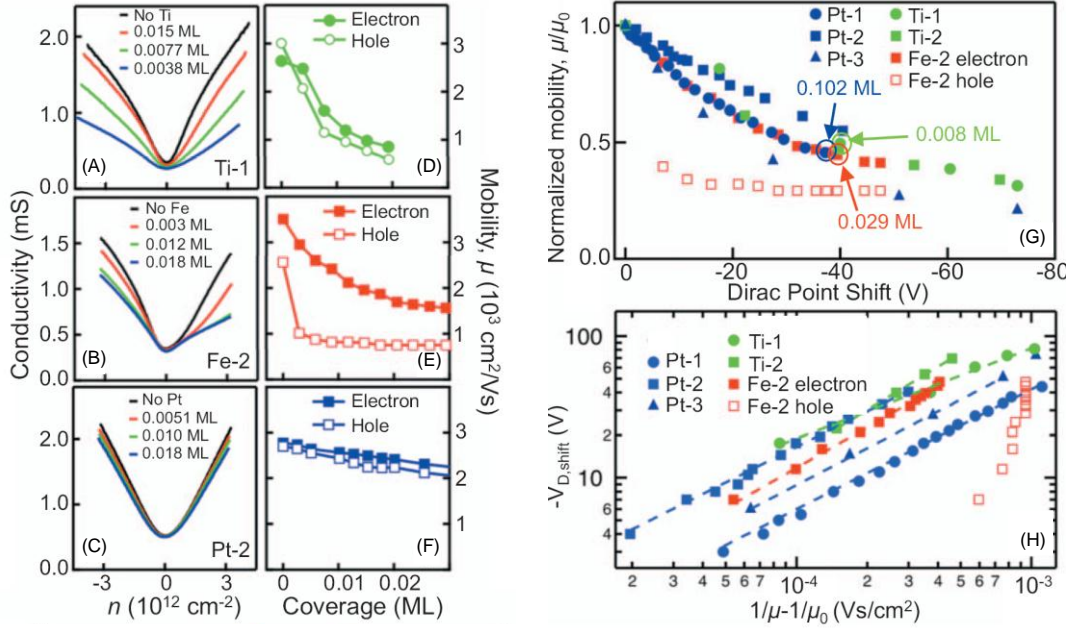 2.0
1.0
0.0
No Ti
0.015 ML
0.0077 ML
0.0038 ML
(A)
Ti-1
Electron
Hole
(D)
3
2
1
1.5
1.0
0.5
0.0
No Fe
0.003 ML
0.012 ML
0.018 ML
(B)
Fe-2
Electron
Hole
(E)
3
2
1
2.0
1.0
0.0
No Pt
0.0051 ML
0.010 ML
0.018 ML
(C)
Pt-2
Electron
Hole
(F)
3
2
1
-3
0
3
n (10¹² cm⁻²)
0
0.01
0.02
Coverage (ML)
Conductivity (mS)
Mobility, μ (10³ cm²/Vs)
Normalized mobility, μ/μ₀
1.0
0.5
0.0
Pt-1
Pt-2
Pt-3
Ti-1
Ti-2
Fe-2 electron
Fe-2 hole
0.102 ML
0.008 ML
0.029 ML
(G)
0
-20
-40
-60
-80
Dirac Point Shift (V)
-V_D,shift (V)
100
6
4
2
10
6
4
Pt-1
Pt-2
Pt-3
Ti-1
Ti-2
Fe-2 electron
Fe-2 hole
(H)
2
3
4
5
6
7
10⁻⁴
2
3
4
5
6
7
10⁻³
1/μ-1/μ₀ (Vs/cm²)